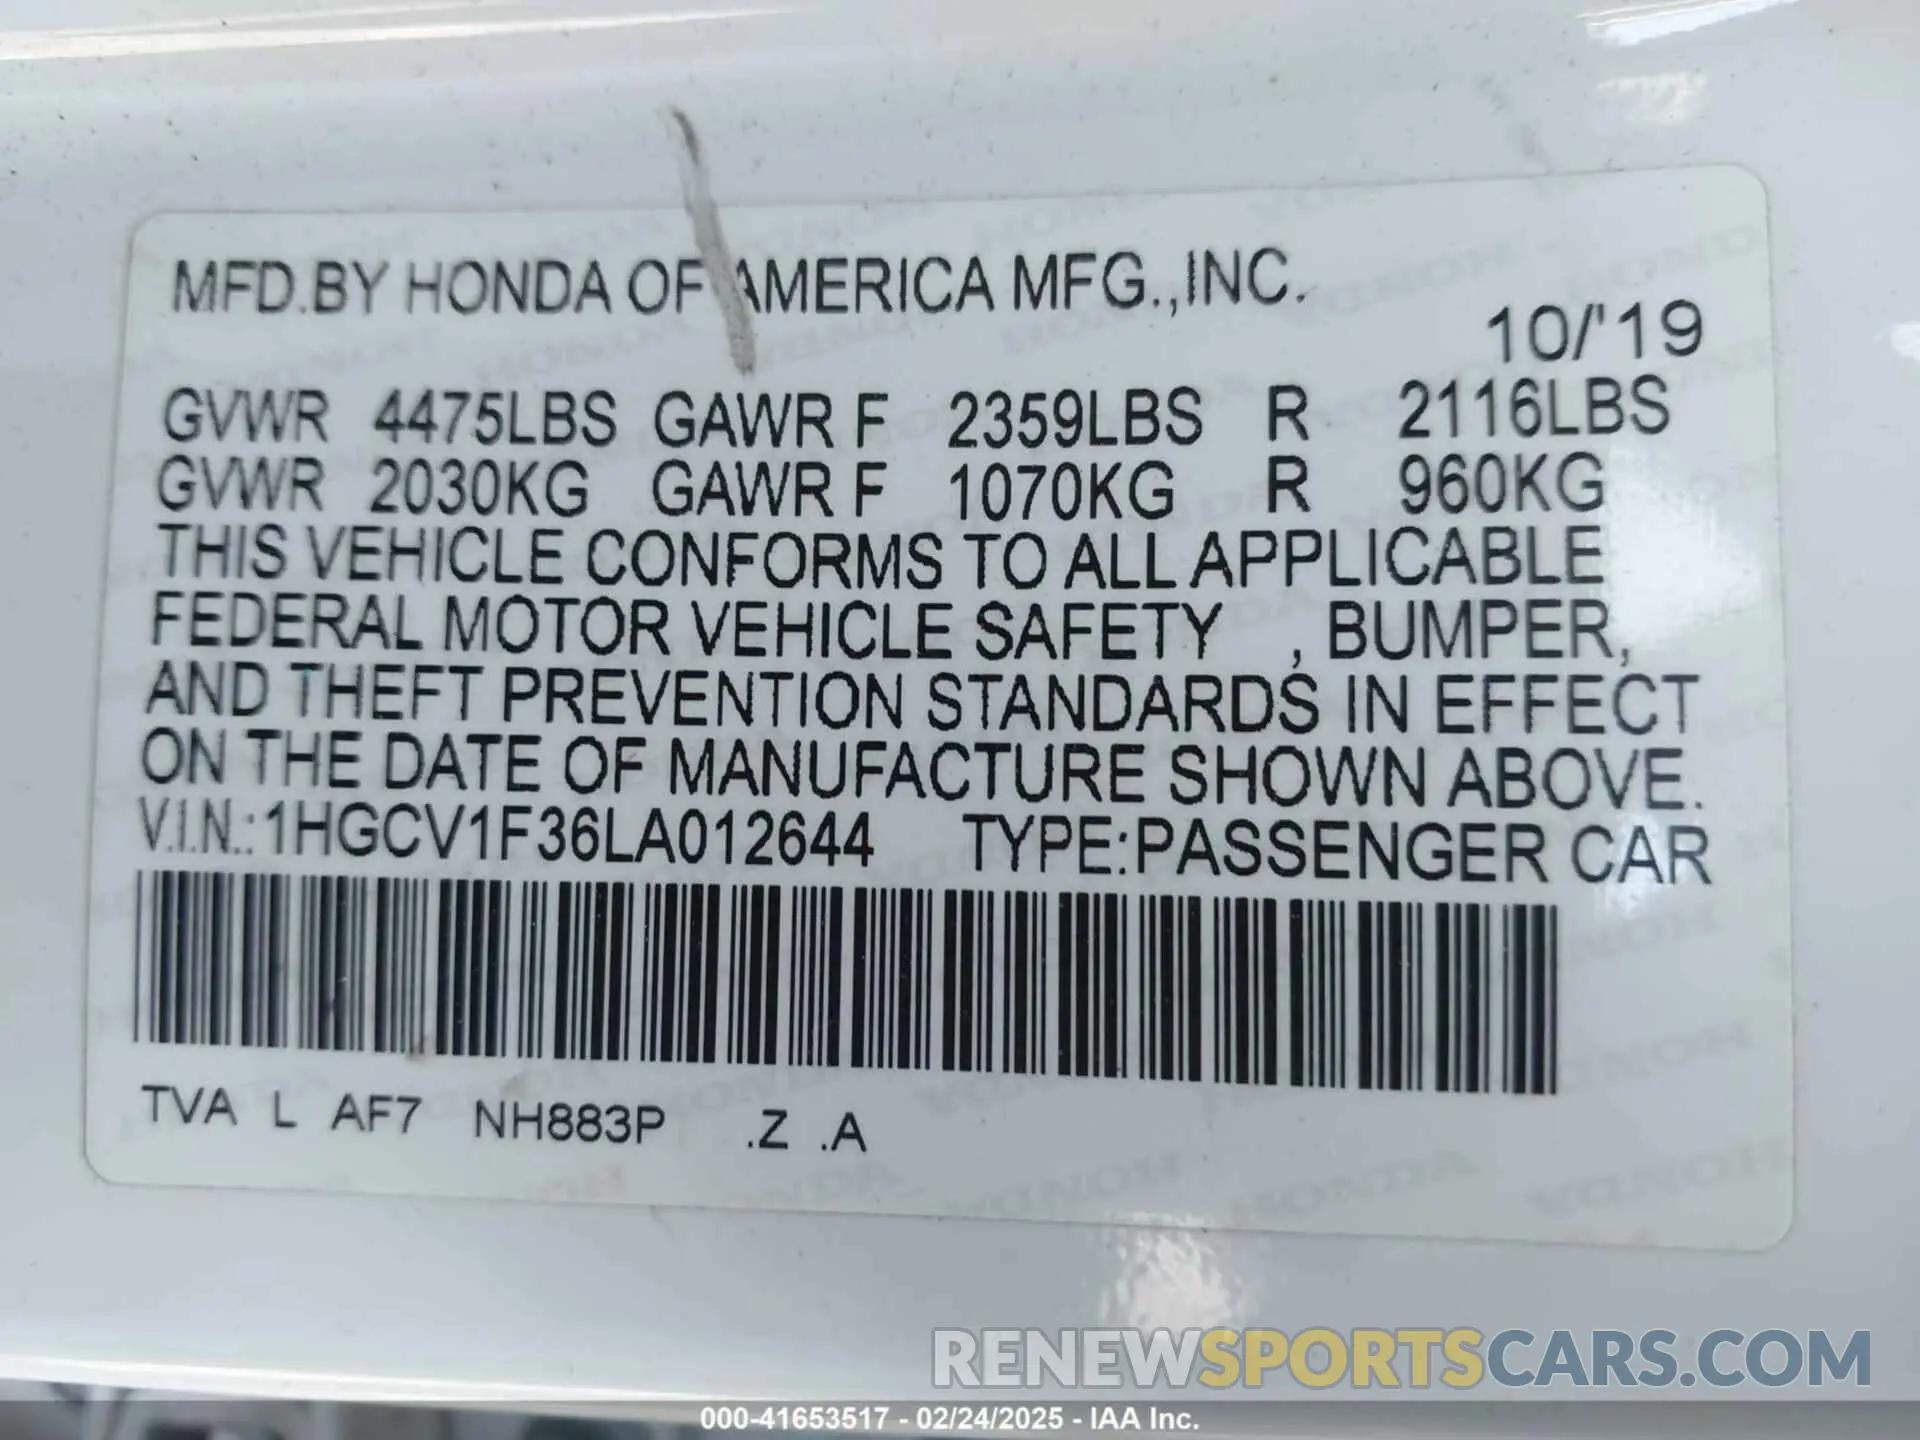 MFD.BY HONDA OF AMERICA MFG.,INC.
10/'19
GVWR 4475LBS GAWR F 2359LBS R 2116LBS
GVWR 2030KG GAWR F 1070KG R 960KG
THIS VEHICLE CONFORMS TO ALL APPLICABLE
FEDERAL MOTOR VEHICLE SAFETY , BUMPER,
AND THEFT PREVENTION STANDARDS IN EFFECT
ON THE DATE OF MANUFACTURE SHOWN ABOVE.
V.I.N.:1HGCV1F36LA012644 TYPE:PASSENGER CAR
TVA L AF7 NH883P .Z .A
RENEWSPORTSCARS.COM
000-41653517 - 02/24/2025 - IAA Inc.